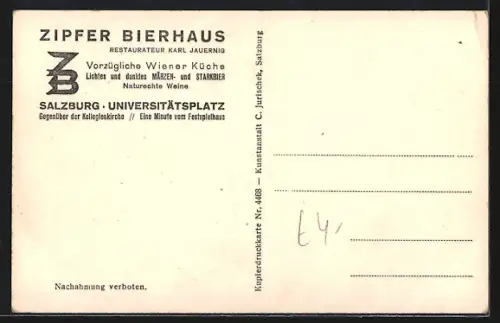 ZIPFER BIERHAUS
RESTAURATEUR KARL JAUERNIG
ZB
Vorzügliche Wiener Küche
Lichtes und dunkles MÄRZEN- und STARKBIER
Naturechte Weine
SALZBURG · UNIVERSITÄTSPLATZ
Gegenüber der Kollegienkirche // Eine Minute vom Festspielhaus
Kupferdruckkarte Nr. 4468 — Kunstanstalt C. Jurischek, Salzburg
Nachahmung verboten.